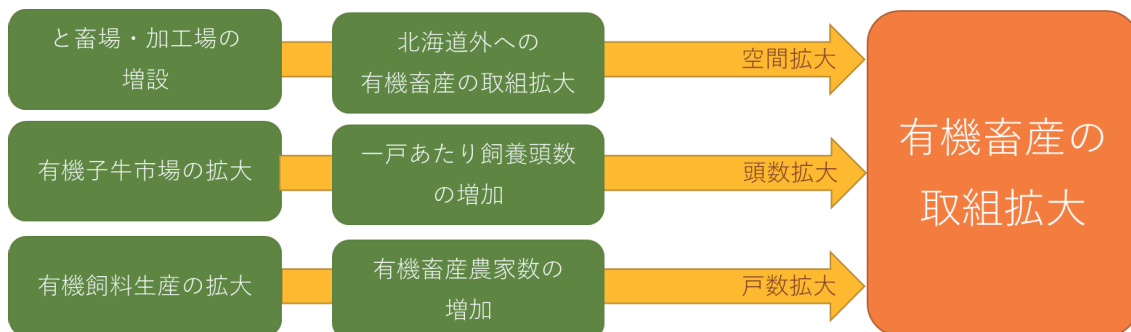 と畜場・加工場の
増設
北海道外への
有機畜産の取組拡大
空間拡大
有機子牛市場の拡大
一戸あたり飼養頭数
の増加
頭数拡大
有機飼料生産の拡大
有機畜産農家数の
増加
戸数拡大
有機畜産の
取組拡大